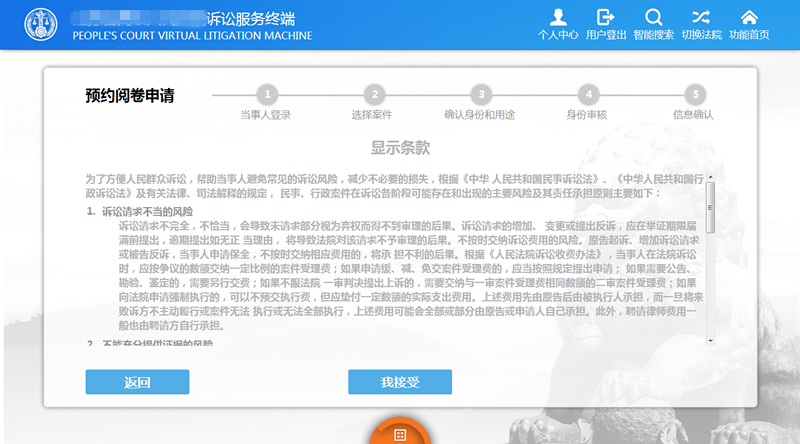 诉讼服务终端
PEOPLE'S COURT VIRTUAL LITIGATION MACHINE
个人中心 用户登出 智能搜索 切换法院 功能首页
预约阅卷申请
1 2 3 4 5
当事人登录 选择案件 确认身份和用途 身份审核 信息确认
显示条款
为了方便人民群众诉讼，帮助当事人避免常见的诉讼风险，减少不必要的损失，根据《中华 人民共和国民事诉讼法》、《中华人民共和国行
政诉讼法》及有关法律、司法解释的规定， 民事、行政案件在诉讼各阶段可能存在和出现的主要风险及其责任承担原则主要如下：
1. 诉讼请求不当的风险
诉讼请求不完全，不恰当，会导致未请求部分视为弃权而得不到审理的后果。诉讼请求的增加、 变更或提出反诉，应在举证期限届
满前提出，逾期提出如无正 当理由， 将导致法院对该请求不予审理的后果。不按时交纳诉讼费用的风险。原告起诉、增加诉讼请求
或被告反诉，当事人申请保全，不按时交纳相应费用的，将承 担不利的后果。根据《人民法院诉讼收费办法》，当事人在法院诉讼
时，应按争议的数额交纳一定比例的案件受理费；如果申请缓、减、免交案件受理费的，应当按照规定提出申请； 如果需要公告、
勘验、鉴定的，需要另行交费；如果不服法院 一审判决提出上诉的，需要交纳与一审案件受理费相同数额的二审案件受理费；如果
向法院申请强制执行的，可以不预交执行费，但应垫付一定数额的实际支出费用。上述费用先由原告后由被执行人承担，而一旦将来
败诉方不主动履行或案件无法 执行或无法全部执行，上述费用可能会全部或部分由原告或申请人自己承担。此外，聘请律师费用一
般也由聘请方自行承担。
2. 不能充分提供证据的风险
返回 我接受